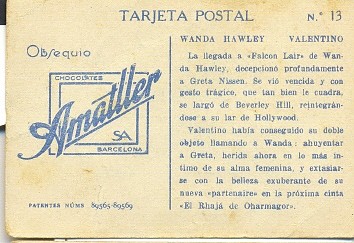 TARJETA POSTAL
N.º 13
Obsequio
CHOCOLATES
Amatller
SA
BARCELONA
PATENTES NÚMS 89565-89569
WANDA HAWLEY VALENTINO
La llegada a «Falcon Lair» de Wan-
da Hawley, decepcionó profundamente
a Greta Nissen. Se vió vencida y con
gesto trágico, que tan bien le cuadra,
se largó de Beverley Hill, reintegrán-
dose a su lar de Hollywood.
Valentino había conseguido su doble
objeto llamando a Wanda: ahuyentar
a Greta, herida ahora en lo más ín-
timo de su alma femenina, y extasiar-
se con la belleza exuberante de su
nueva «partenaire» en la próxima cinta
«El Rhajá de Oharmagor».